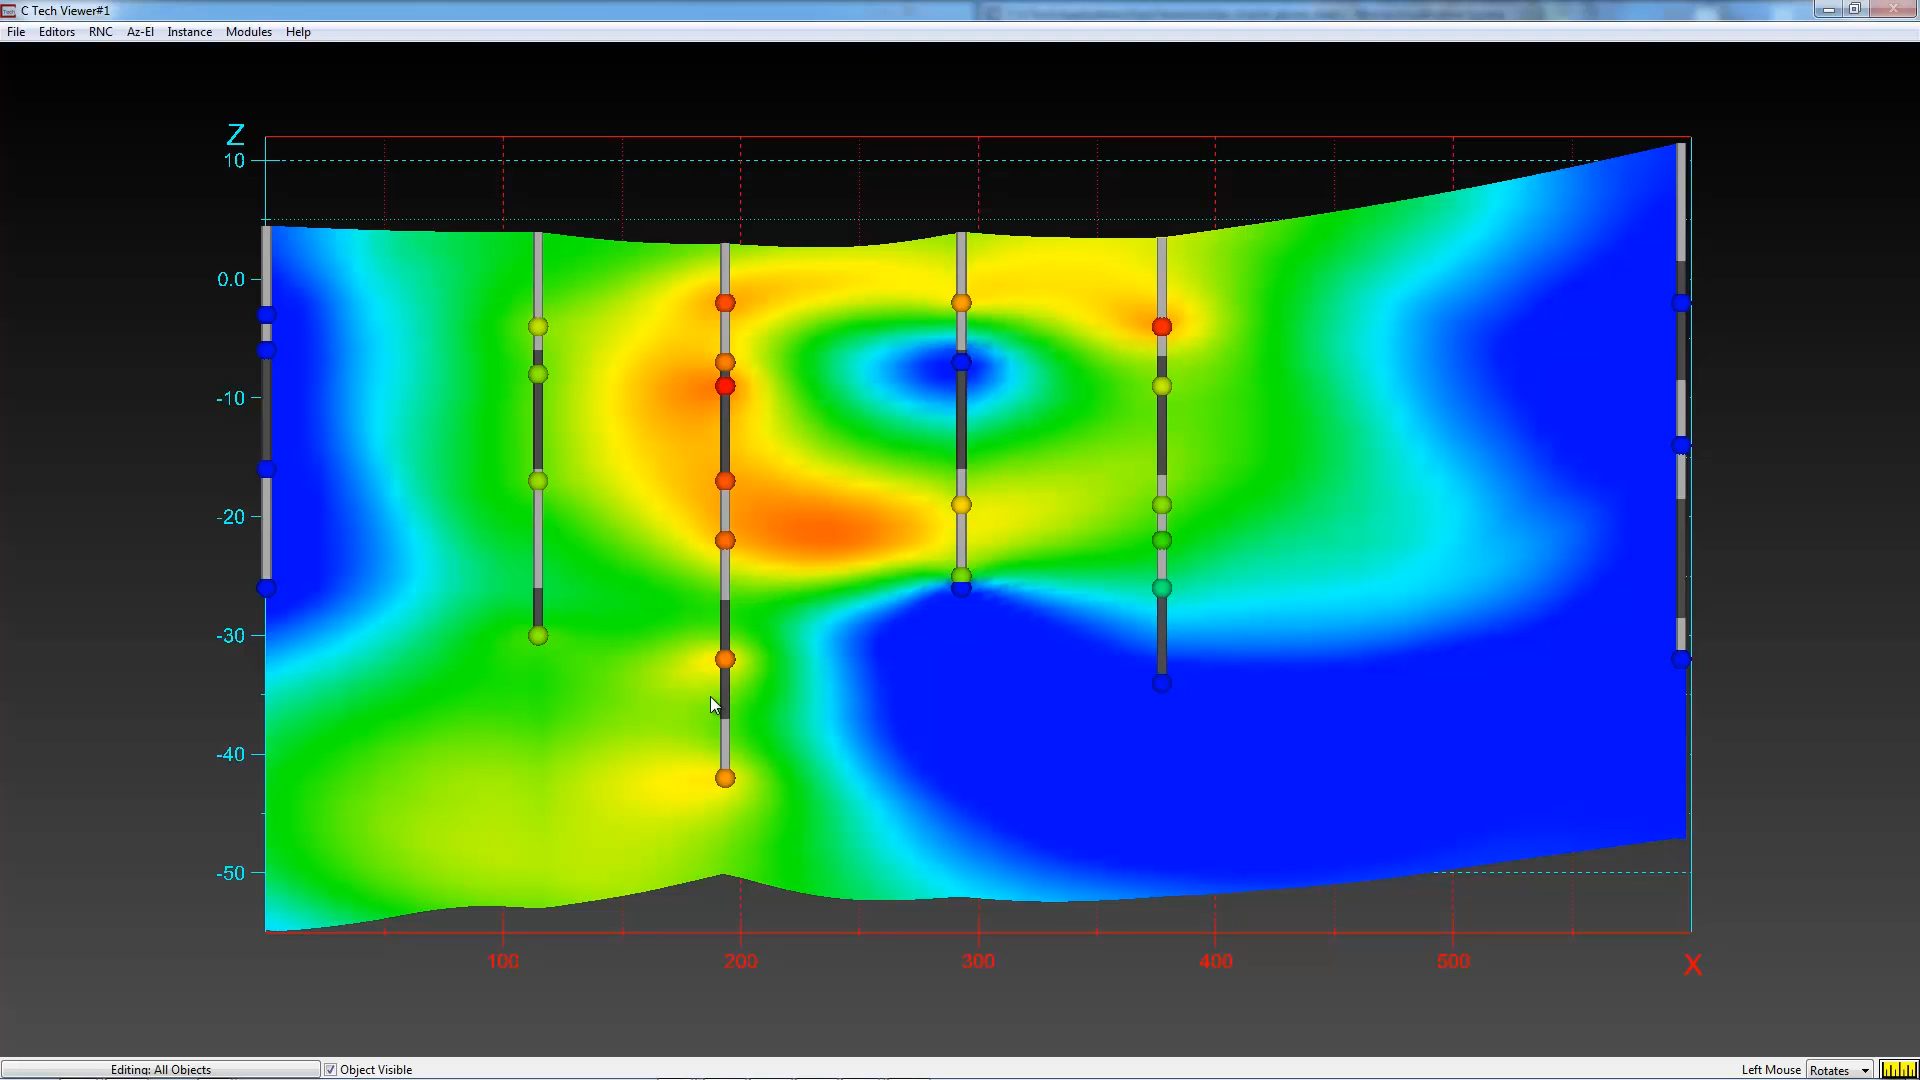 C Tech Viewer#1
File Editors RNC Az-El Instance Modules Help
Z
10
0.0
-10
-20
-30
-40
-50
100 200 300 400 500 X
Editing: All Objects Object Visible Left Mouse Rotates